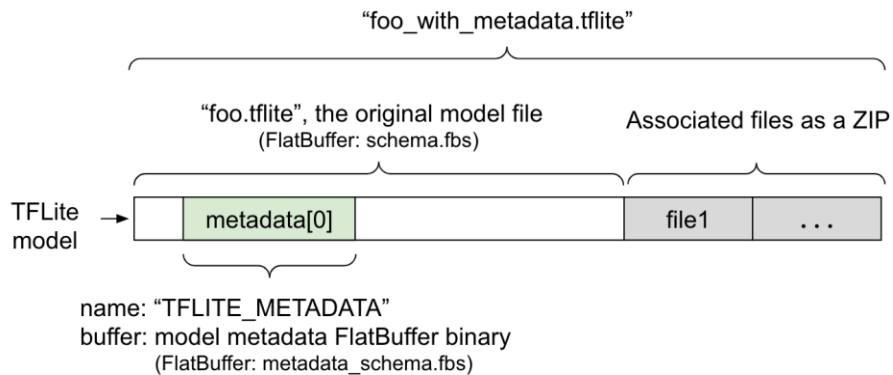 “foo_with_metadata.tflite”
“foo.tflite”, the original model file
(FlatBuffer: schema.fbs)
Associated files as a ZIP
TFLite
model
metadata[0]
file1
...
name: “TFLITE_METADATA”
buffer: model metadata FlatBuffer binary
(FlatBuffer: metadata_schema.fbs)